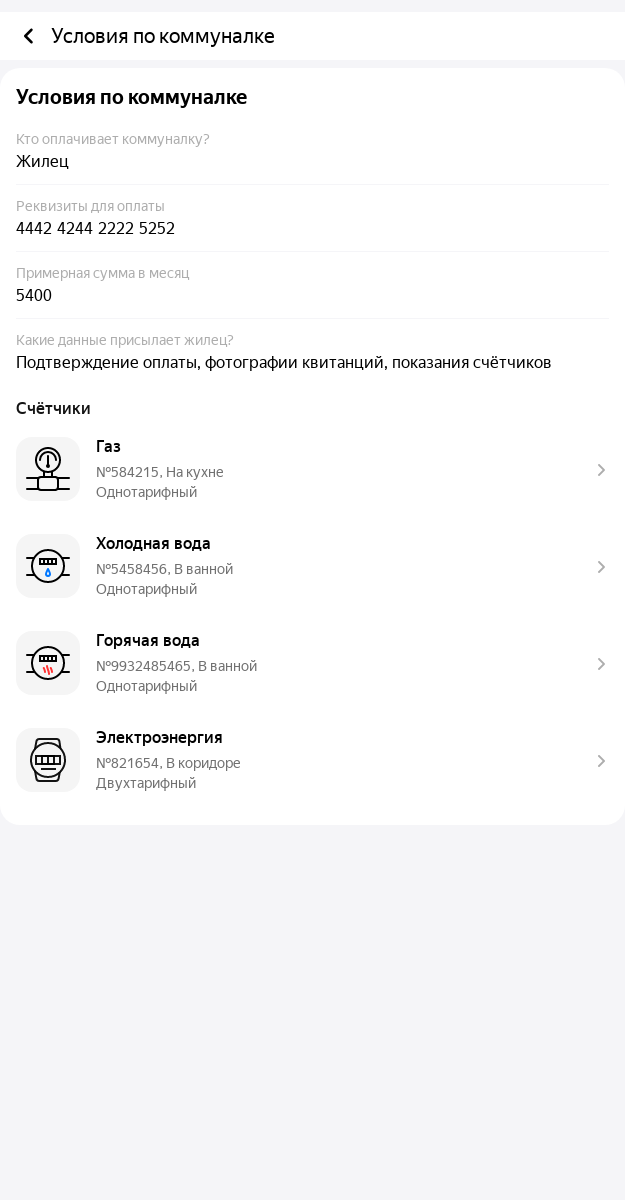 Условия по коммуналке
Условия по коммуналке
Кто оплачивает коммуналку?
Жилец
Реквизиты для оплаты
4442 4244 2222 5252
Примерная сумма в месяц
5400
Какие данные присылает жилец?
Подтверждение оплаты, фотографии квитанций, показания счётчиков
Счётчики
Газ
№584215, На кухне
Однотарифный
Холодная вода
№5458456, В ванной
Однотарифный
Горячая вода
№9932485465, В ванной
Однотарифный
Электроэнергия
№821654, В коридоре
Двухтарифный